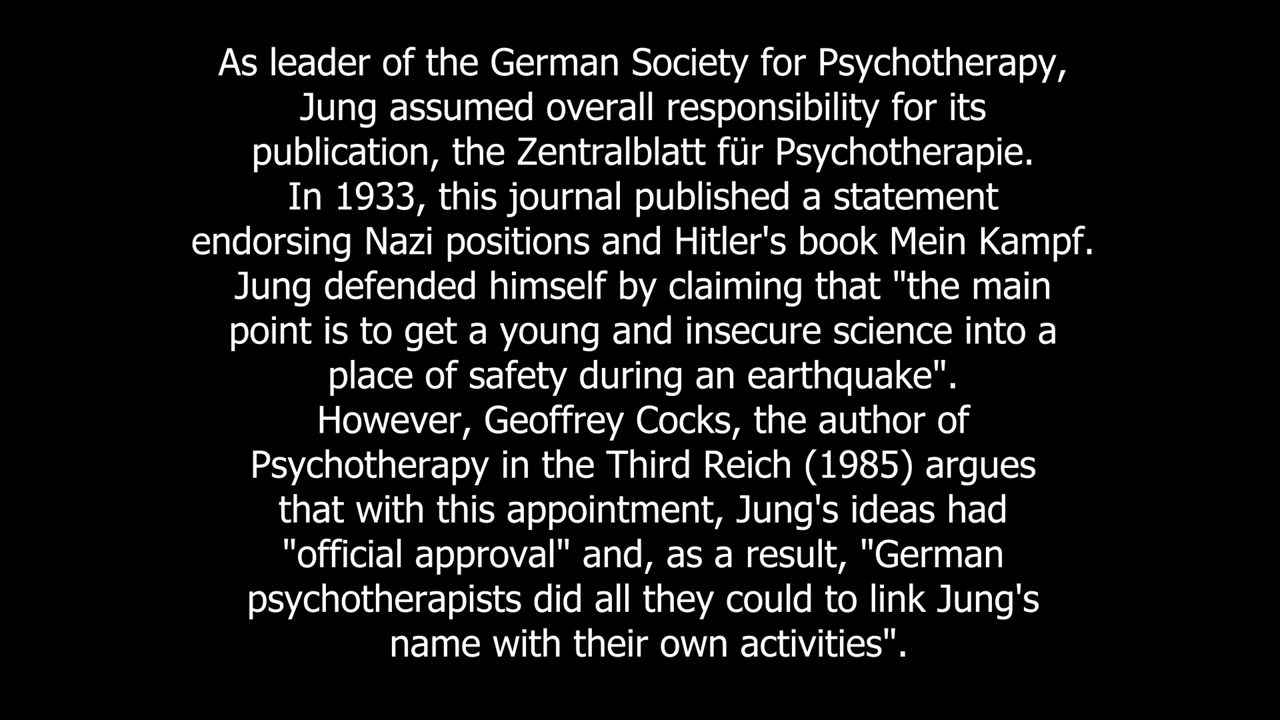 As leader of the German Society for Psychotherapy,
Jung assumed overall responsibility for its
publication, the Zentralblatt für Psychotherapie.
In 1933, this journal published a statement
endorsing Nazi positions and Hitler's book Mein Kampf.
Jung defended himself by claiming that "the main
point is to get a young and insecure science into a
place of safety during an earthquake".
However, Geoffrey Cocks, the author of
Psychotherapy in the Third Reich (1985) argues
that with this appointment, Jung's ideas had
"official approval" and, as a result, "German
psychotherapists did all they could to link Jung's
name with their own activities".